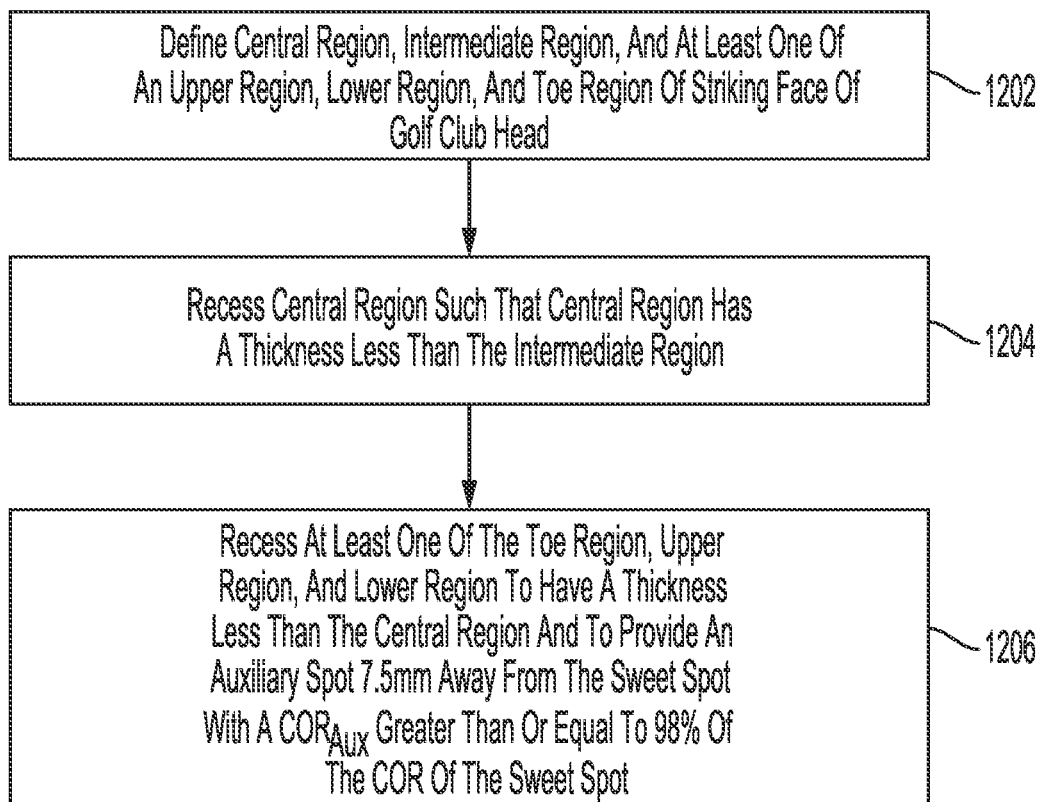 Define Central Region, Intermediate Region, And At Least One Of
An Upper Region, Lower Region, And Toe Region Of Striking Face Of
Golf Club Head
1202
Recess Central Region Such That Central Region Has
A Thickness Less Than The Intermediate Region
1204
Recess At Least One Of The Toe Region, Upper
Region, And Lower Region To Have A Thickness
Less Than The Central Region And To Provide An
Auxiliary Spot 7.5mm Away From The Sweet Spot
With A COR_Aux Greater Than Or Equal To 98% Of
The COR Of The Sweet Spot
1206